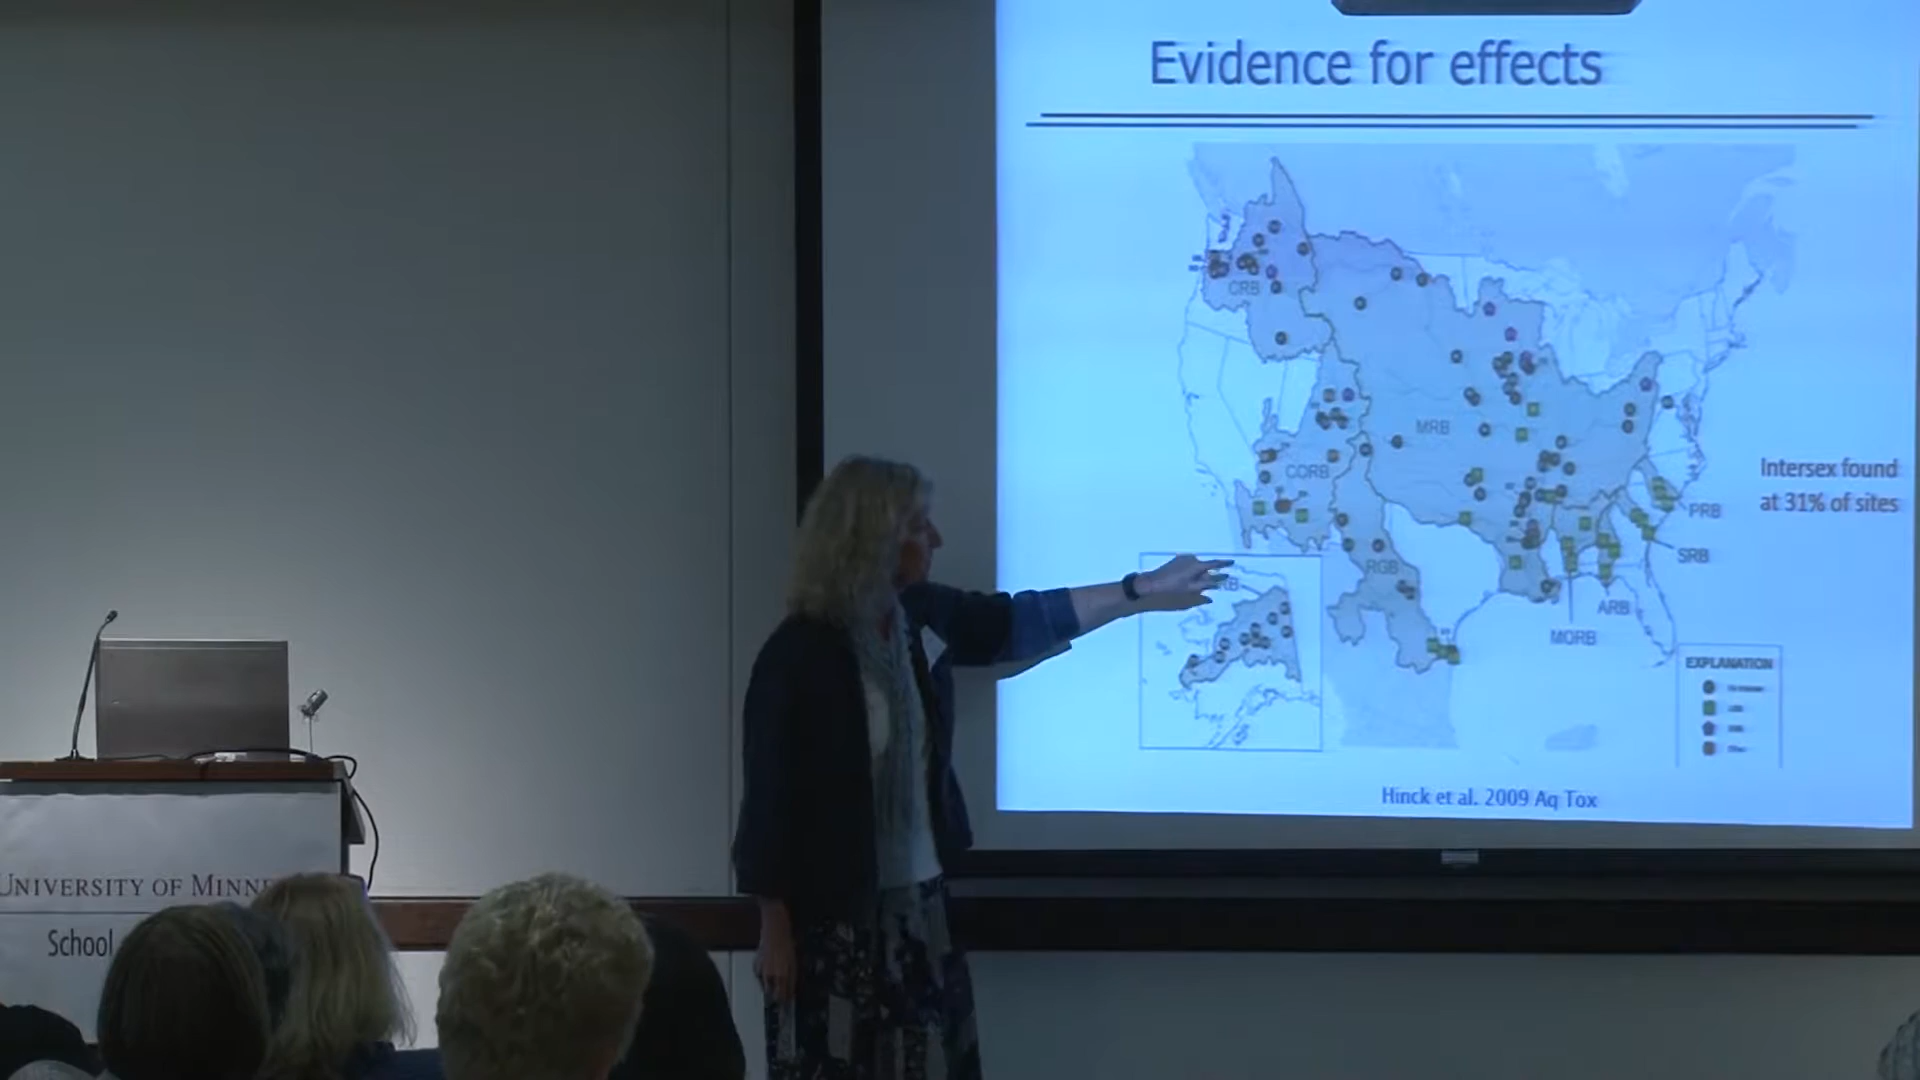 Evidence for effects
CRB
MRB
CORB
Intersex found
at 31% of sites
PRB
SRB
RGB
ARB
MORB
EXPLANATION
Hinck et al. 2009 Aq Tox
UNIVERSITY OF
School